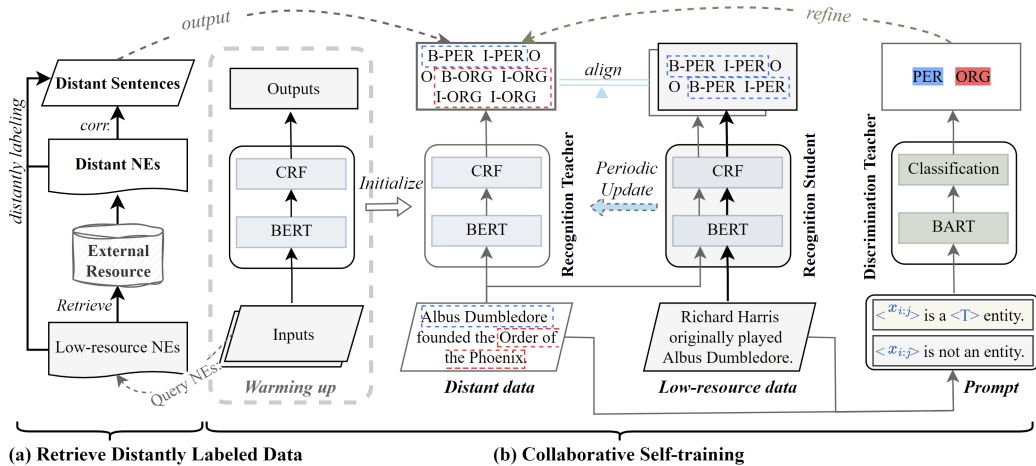 output
refine
Distant Sentences
corr.
Distant NEs
distantly labeling
External
Resource
Retrieve
Low-resource NEs
Query NEs
Outputs
CRF
BERT
Inputs
Warming up
Initialize
B-PER I-PER O
O B-ORG I-ORG
I-ORG I-ORG
CRF
BERT
Recognition Teacher
Albus Dumbledore
founded the Order of
the Phoenix.
Distant data
align
Periodic
Update
B-PER I-PER O
O B-PER I-PER
CRF
BERT
Recognition Student
Richard Harris
originally played
Albus Dumbledore.
Low-resource data
PER ORG
Classification
BART
Discrimination Teacher
<x_{i:j}> is a <T> entity.
<x_{i:j}> is not an entity.
Prompt
(a) Retrieve Distantly Labeled Data
(b) Collaborative Self-training